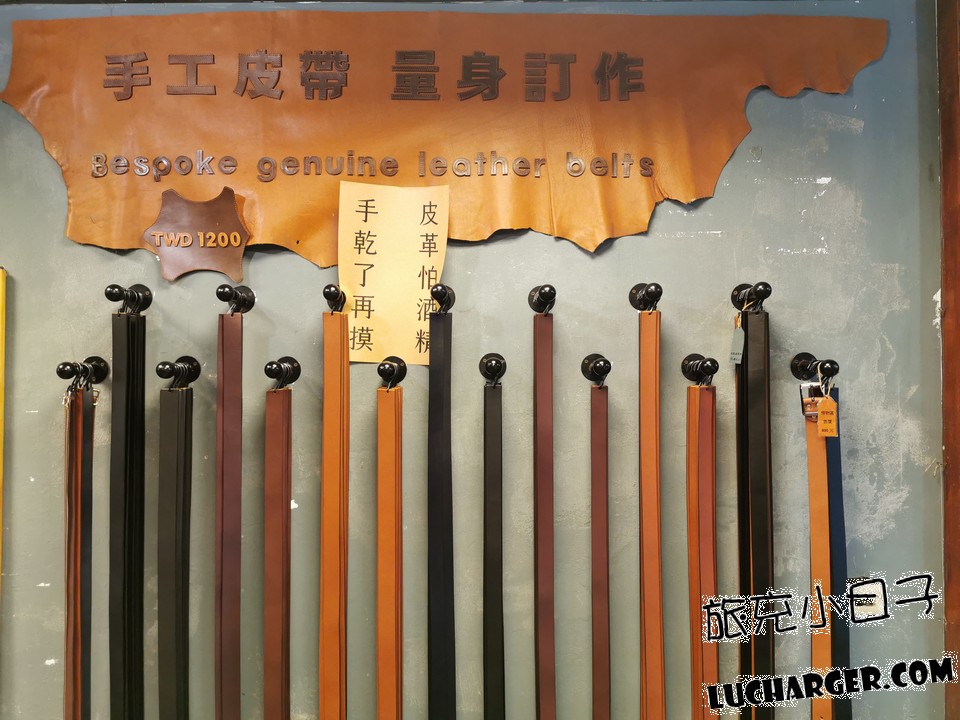 手工皮帶 量身訂作
Bespoke genuine leather belts
TWD 1200
皮革怕酒精
手乾了再摸
旅充小日子
LUCHARGER.COM